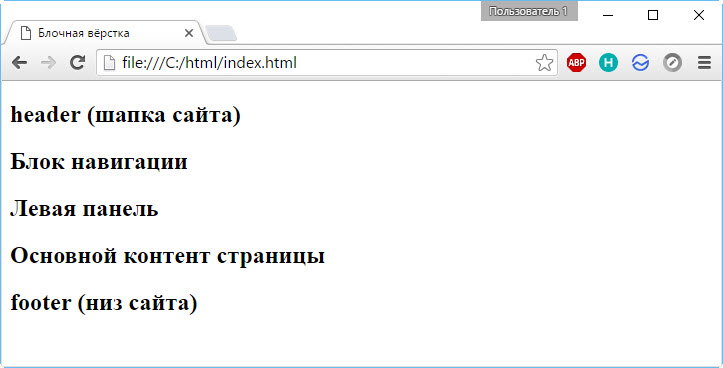 Пользователь 1
Блочная вёрстка
file:///C:/html/index.html
ABP
H
header (шапка сайта)
Блок навигации
Левая панель
Основной контент страницы
footer (низ сайта)